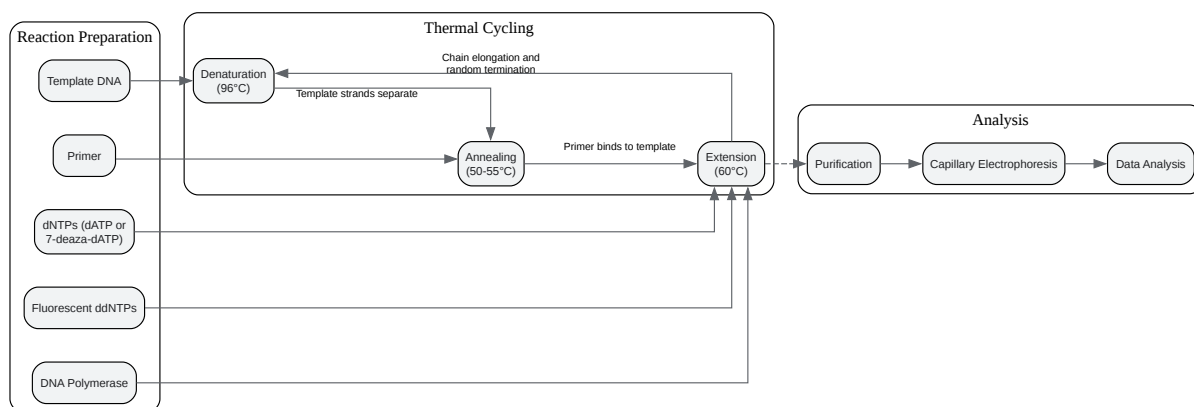 Reaction Preparation
Template DNA
Primer
dNTPs (dATP or
7-deaza-dATP)
Fluorescent ddNTPs
DNA Polymerase
Thermal Cycling
Denaturation
(96°C)
Chain elongation and
random termination
Template strands separate
Annealing
(50-55°C)
Primer binds to template
Extension
(60°C)
Analysis
Purification
Capillary Electrophoresis
Data Analysis